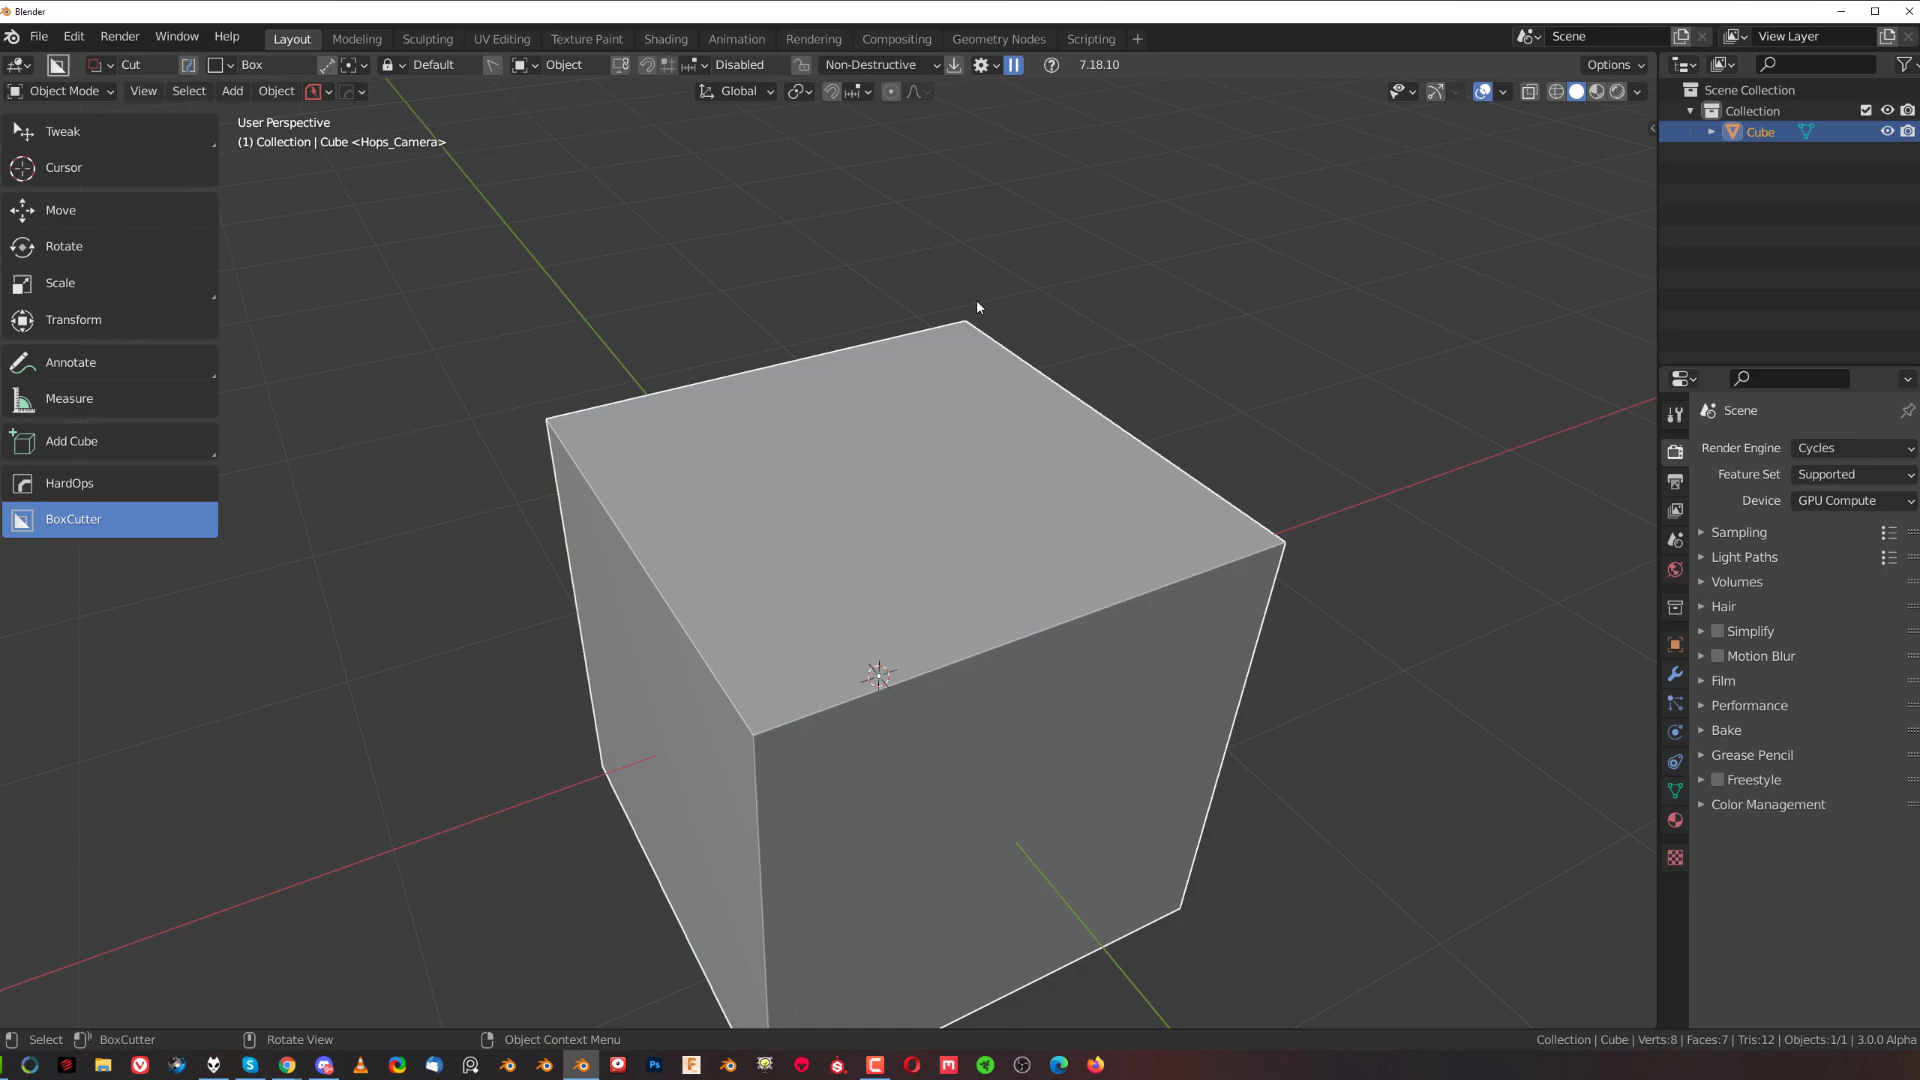 Blender
File Edit Render Window Help Layout Modeling Sculpting UV Editing Texture Paint Shading Animation Rendering Compositing Geometry Nodes Scripting + Scene View Layer
Cut Box Default Object Disabled Non-Destructive 7.18.10 Options
Object Mode View Select Add Object Global
User Perspective
(1) Collection | Cube <Hops_Camera>
Tweak
Cursor
Move
Rotate
Scale
Transform
Annotate
Measure
Add Cube
HardOps
BoxCutter
Scene Collection
Collection
Cube
Scene
Render Engine Cycles
Feature Set Supported
Device GPU Compute
Sampling
Light Paths
Volumes
Hair
Simplify
Motion Blur
Film
Performance
Bake
Grease Pencil
Freestyle
Color Management
Select BoxCutter Rotate View Object Context Menu Collection | Cube | Verts:8 | Faces:7 | Tris:12 | Objects:1/1 | 3.0.0 Alpha
Ps